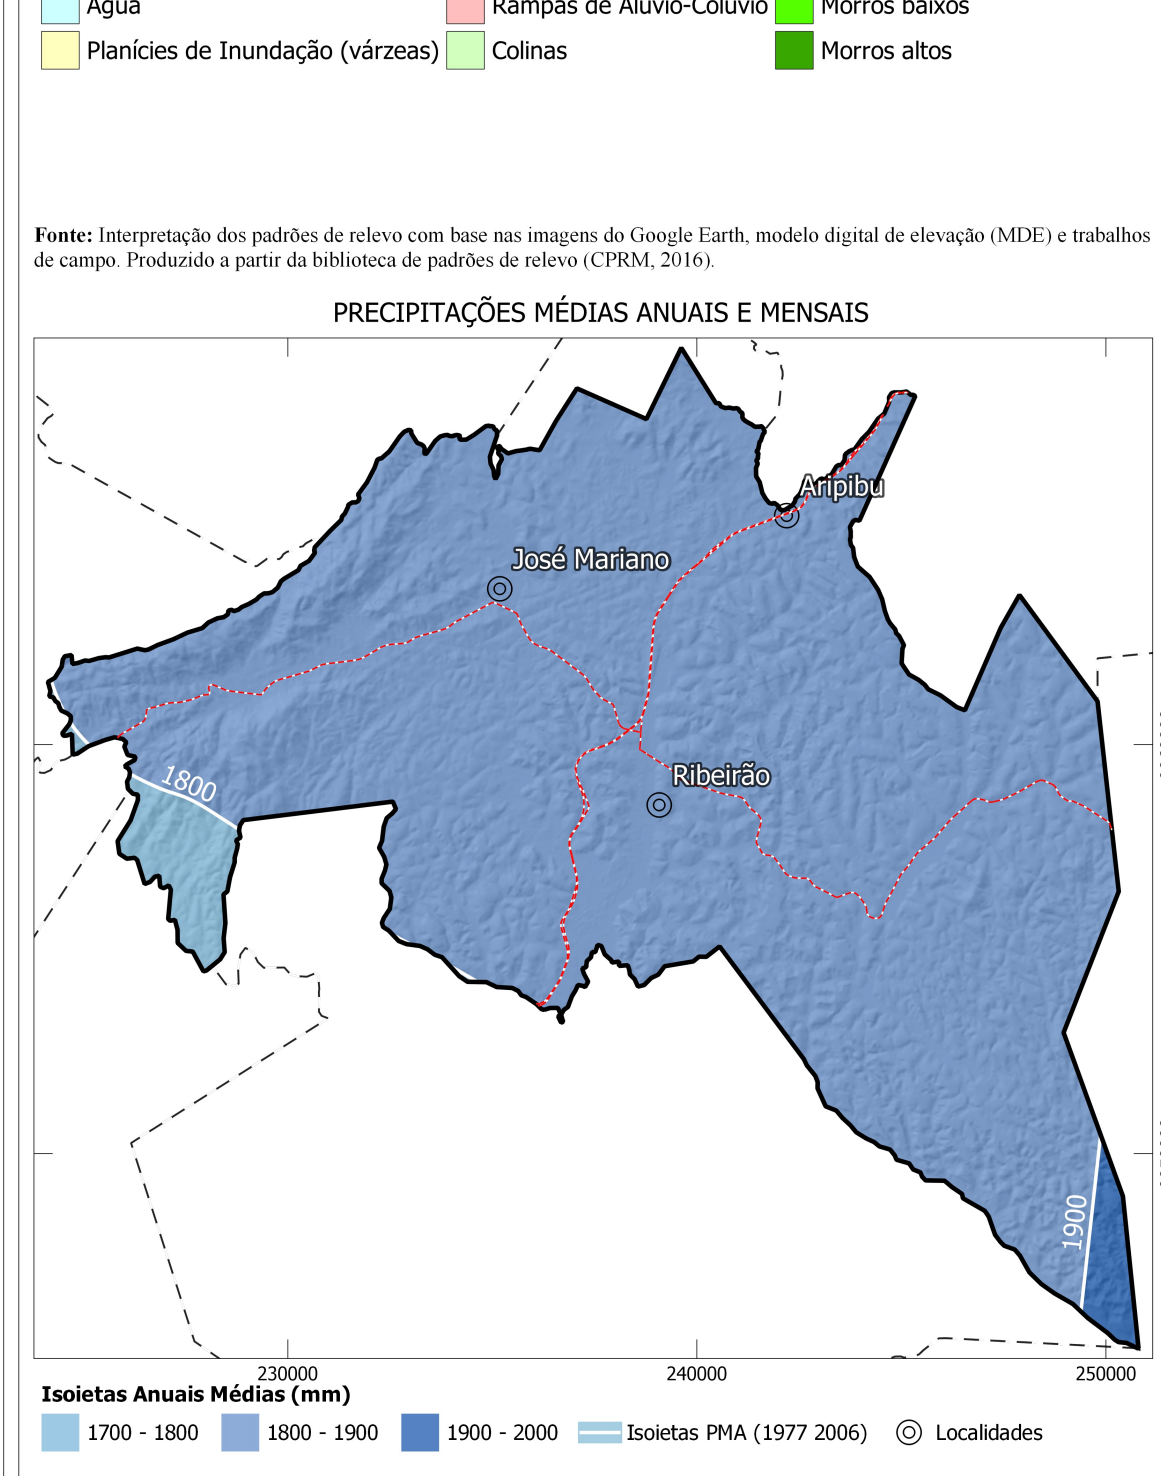 Água Rampas de Alúvio-Colúvio Morros baixos
Planícies de Inundação (várzeas) Colinas Morros altos
Fonte: Interpretação dos padrões de relevo com base nas imagens do Google Earth, modelo digital de elevação (MDE) e trabalhos
de campo. Produzido a partir da biblioteca de padrões de relevo (CPRM, 2016).
PRECIPITAÇÕES MÉDIAS ANUAIS E MENSAIS
Aripibu
José Mariano
Ribeirão
1800
1900
230000 240000 250000
Isoietas Anuais Médias (mm)
1700 - 1800 1800 - 1900 1900 - 2000 Isoietas PMA (1977 2006) Localidades